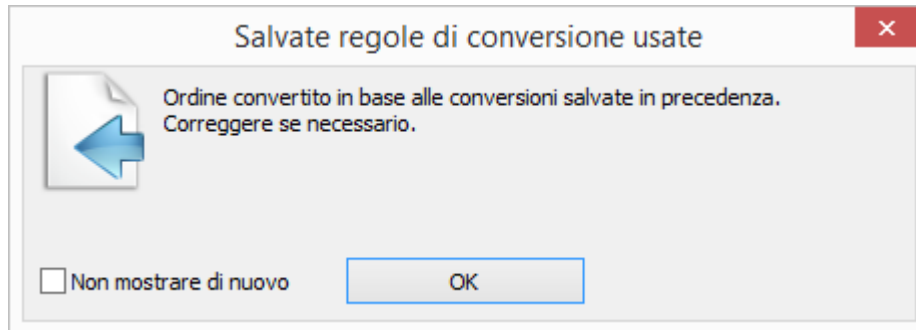 Salvate regole di conversione usate
Ordine convertito in base alle conversioni salvate in precedenza.
Correggere se necessario.
Non mostrare di nuovo
OK